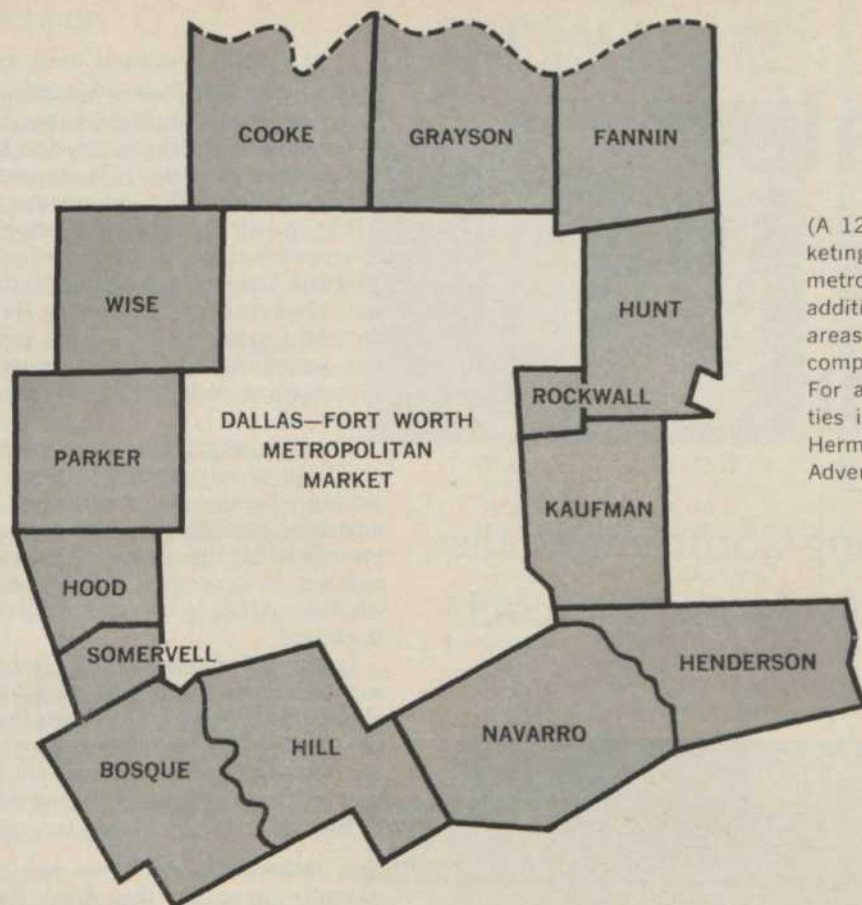 COOKE
GRAYSON
FANNIN
WISE
HUNT
ROCKWALL
DALLAS—FORT WORTH
METROPOLITAN
MARKET
PARKER
KAUFMAN
HOOD
SOMERVELL
HENDERSON
NAVARRO
HILL
BOSQUE
(A 12
keting
metro
additi
areas
comp
For a
ties i
Herm
Adver